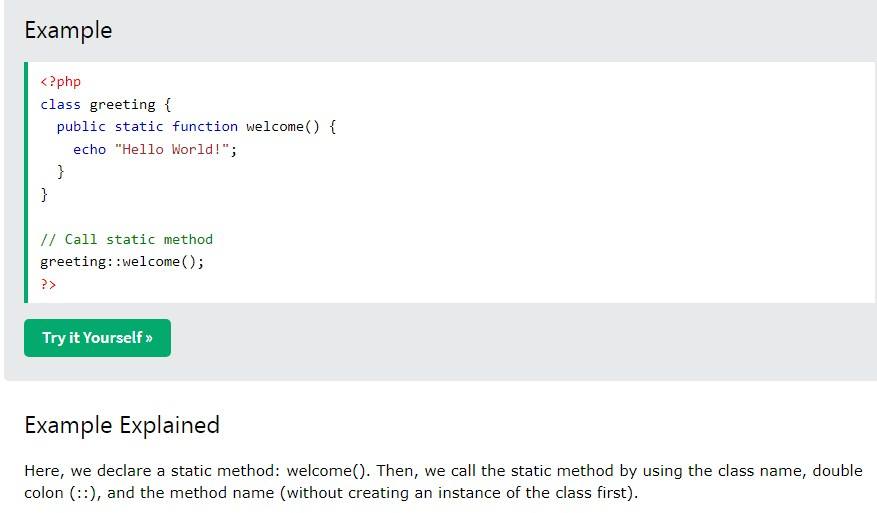 Example
<?php
class greeting {
  public static function welcome() {
    echo "Hello World!";
  }
}

// Call static method
greeting::welcome();
?>
Try it Yourself »
Example Explained
Here, we declare a static method: welcome(). Then, we call the static method by using the class name, double
colon (::), and the method name (without creating an instance of the class first).